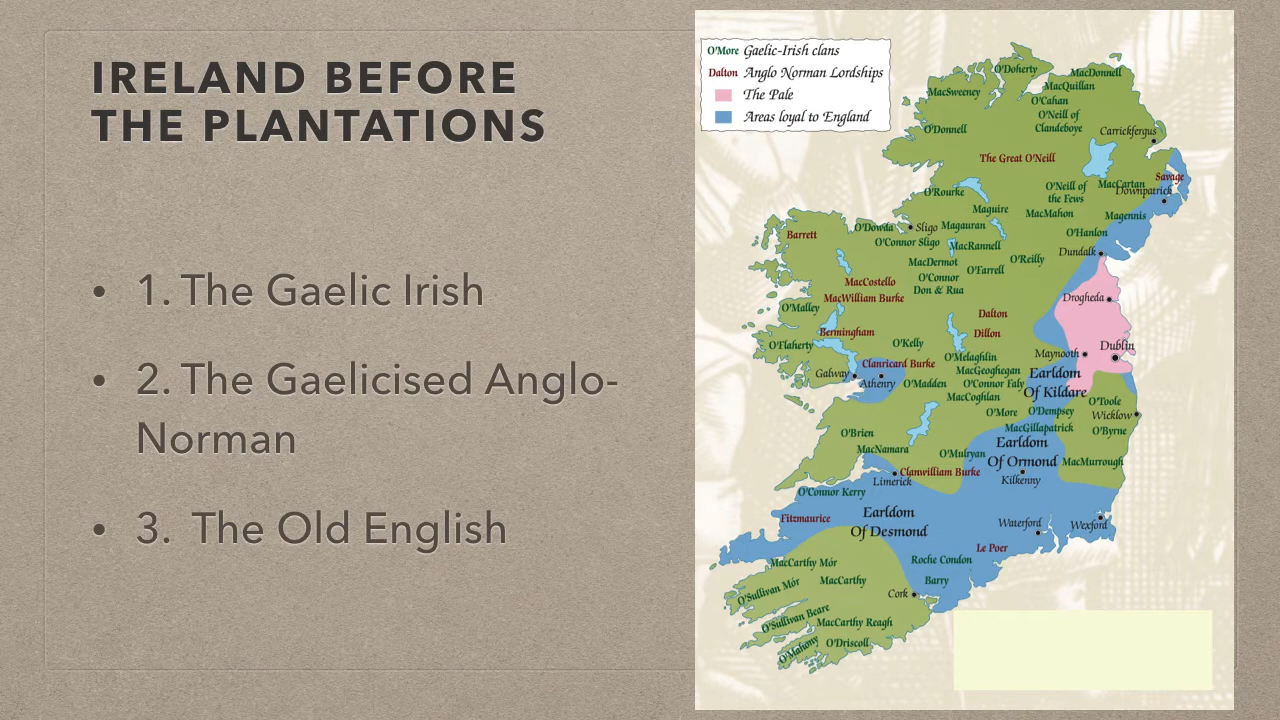 IRELAND BEFORE
THE PLANTATIONS
• 1. The Gaelic Irish
• 2. The Gaelicised Anglo-
Norman
• 3. The Old English
O'More Gaelic-Irish clans
Dalton Anglo Norman Lordships
The Pale
Areas loyal to England
O'Doherty
MacDonnell
MacSweeney
MacQuillan
O'Cahan
O'Neill of
Clandeboye
O'Donnell
Carrickfergus
The Great O'Neill
Savage
O'Rourke
O'Neill of
the Fews
MacCartan
Downpatrick
Maguire
MacMahon
Magennis
Barrett
O'Dowda
Sligo
Magauran
O'Hanlon
O'Connor Sligo
MacRannell
Dundalk
MacDermot
O'Reilly
O'Farrell
O'Connor
Don & Rua
MacCostello
MacWilliam Burke
Drogheda
O'Malley
Dalton
Bermingham
Dillon
O'Flaherty
O'Kelly
Dublin
Maynooth
O'Melaghlin
Clanricard Burke
MacGeoghegan
Galway
Earldom
Of Kildare
Athenry
O'Madden
O'Connor Faly
MacCoghlan
O'Toole
O'More
O'Dempsey
Wicklow
MacGillapatrick
O'Byrne
O'Brien
Earldom
Of Ormond
MacNamara
O'Mulryan
MacMurrough
Clanwilliam Burke
Limerick
Kilkenny
O'Connor Kerry
Earldom
Of Desmond
Fitzmaurice
Waterford
Wexford
Le Poer
MacCarthy Mór
Roche Condon
O'Sullivan Mór
MacCarthy
Barry
Cork
O'Sullivan Beare
MacCarthy Reagh
O'Mahony
O'Driscoll